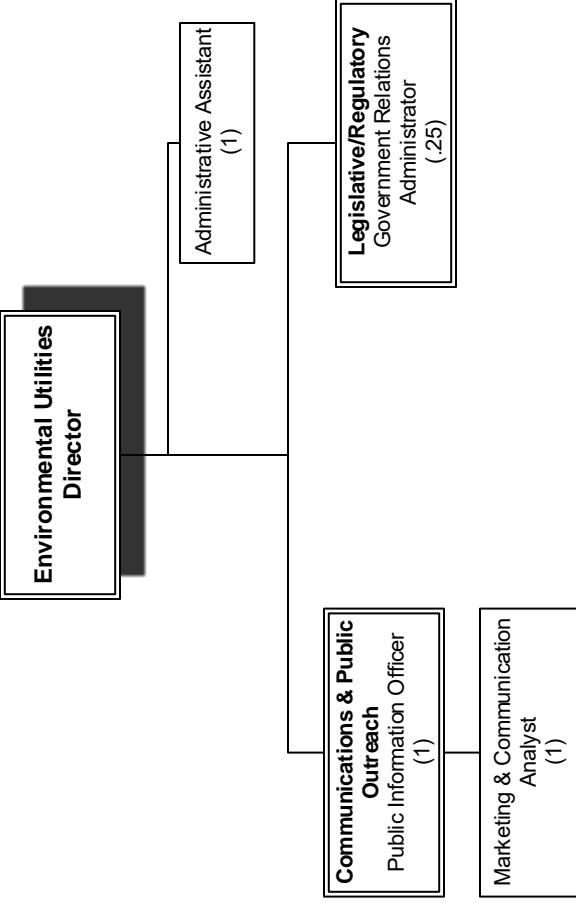 Environmental Utilities
Director
Administrative Assistant
(1)
Communications & Public
Outreach
Public Information Officer
(1)
Legislative/Regulatory
Government Relations
Administrator
(.25)
Marketing & Communication
Analyst
(1)